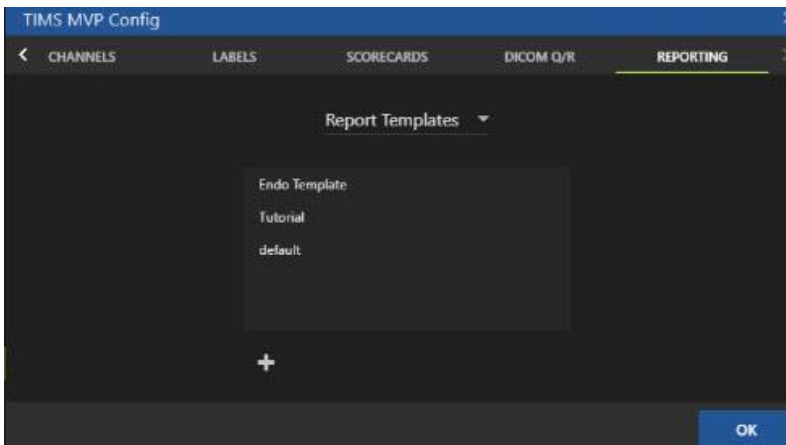 TIMS MVP Config
CHANNELS LABELS SCORECARDS DICOM Q/R REPORTING
Report Templates
Endo Template
Tutorial
default
OK